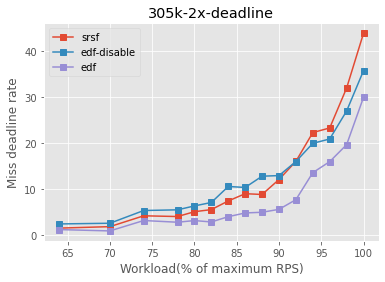 305k-2x-deadline
srsf
edf-disable
edf
Miss deadline rate
40
30
20
10
0
65 70 75 80 85 90 95 100
Workload(% of maximum RPS)